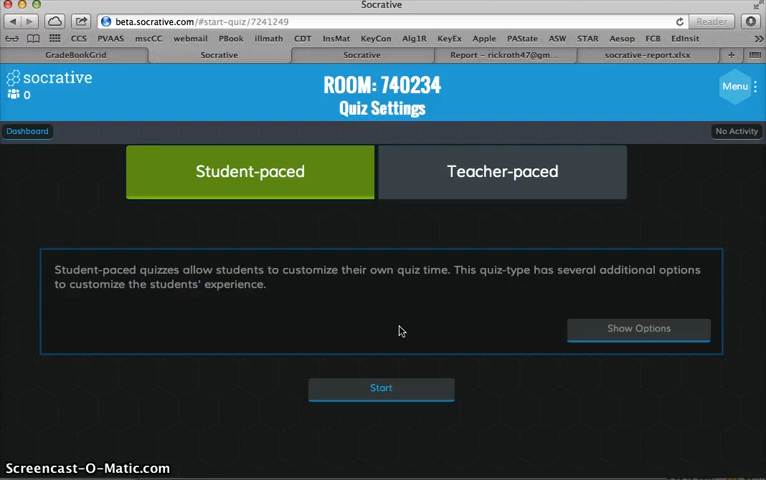 Socrative
beta.socrative.com/#start-quiz/7241249
Reader
CPS PVAAS mscCC webmail PBook illmath CDT InsMat KeyCon Alg1R KeyEx Apple PAState ASW STAR Aesop FCB EdInsit
GradeBookGrid Socrative Socrative Report – rickroth47@gm... socrative-report.xlsx
socrative
0
ROOM: 740234
Quiz Settings
Menu
Dashboard
No Activity
Student-paced
Teacher-paced
Student-paced quizzes allow students to customize their own quiz time. This quiz-type has several additional options
to customize the students' experience.
Show Options
Start
Screencast-O-Matic.com